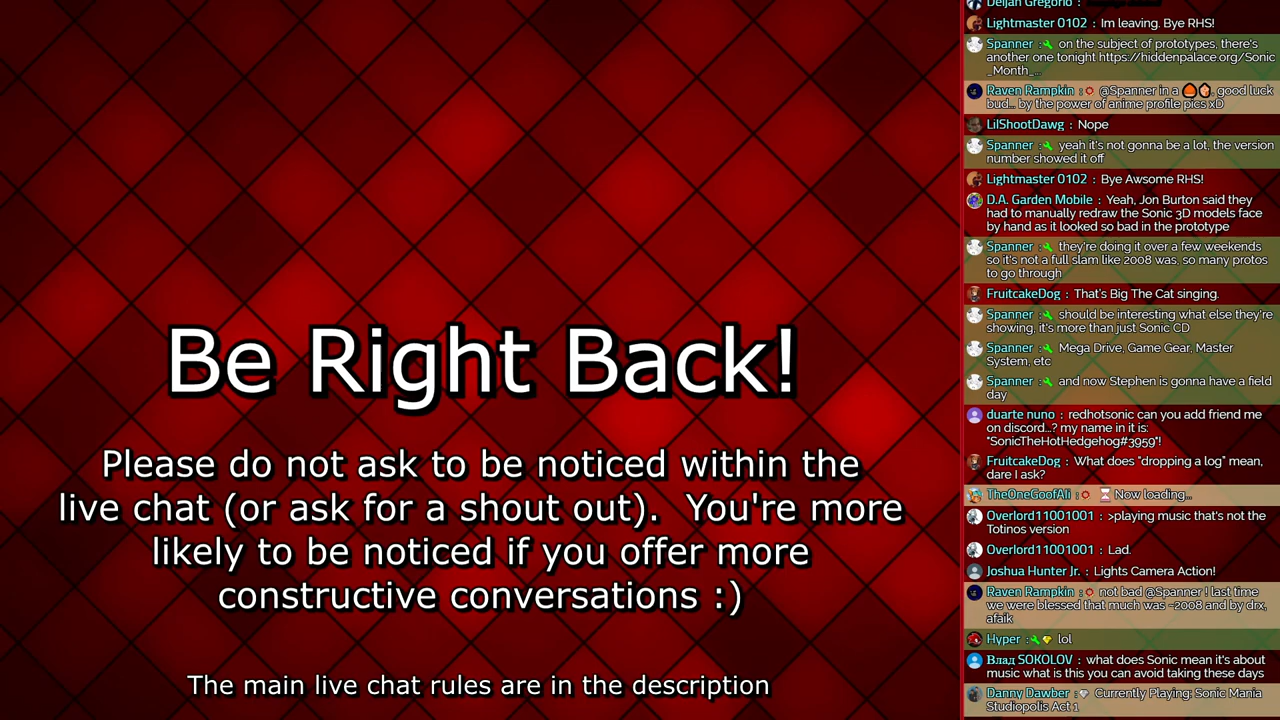 Be Right Back!
Please do not ask to be noticed within the
live chat (or ask for a shout out).  You're more
likely to be noticed if you offer more
constructive conversations :)
The main live chat rules are in the description
Dejjan Gregorio :
Lightmaster 0102 : Im leaving. Bye RHS!
Spanner : on the subject of prototypes, there's
another one tonight https://hiddenpalace.org/Sonic
_Month_...
Raven Rampkin : @Spanner in a , good luck
bud... by the power of anime profile pics xD
LilShootDawg : Nope
Spanner : yeah it's not gonna be a lot, the version
number showed it off
Lightmaster 0102 : Bye Awsome RHS!
D.A. Garden Mobile : Yeah, Jon Burton said they
had to manually redraw the Sonic 3D models face
by hand as it looked so bad in the prototype
Spanner : they're doing it over a few weekends
so it's not a full slam like 2008 was, so many protos
to go through
FruitcakeDog : That's Big The Cat singing.
Spanner : should be interesting what else they're
showing, it's more than just Sonic CD
Spanner : Mega Drive, Game Gear, Master
System, etc
Spanner : and now Stephen is gonna have a field
day
duarte nuno : redhotsonic can you add friend me
on discord..? my name in it is:
"SonicTheHotHedgehog#3959"!
FruitcakeDog : What does "dropping a log" mean,
dare I ask?
TheOneGoofAli : Now loading...
Overlord11001001 : >playing music that's not the
Totinos version
Overlord11001001 : Lad.
Joshua Hunter Jr. : Lights Camera Action!
Raven Rampkin : not bad @Spanner ! last time
we were blessed that much was ~2008 and by drx,
afaik
Hyper : lol
Влад SOKOLOV : what does Sonic mean it's about
music what is this you can avoid taking these days
Danny Dawber : Currently Playing: Sonic Mania
Studiopolis Act 1